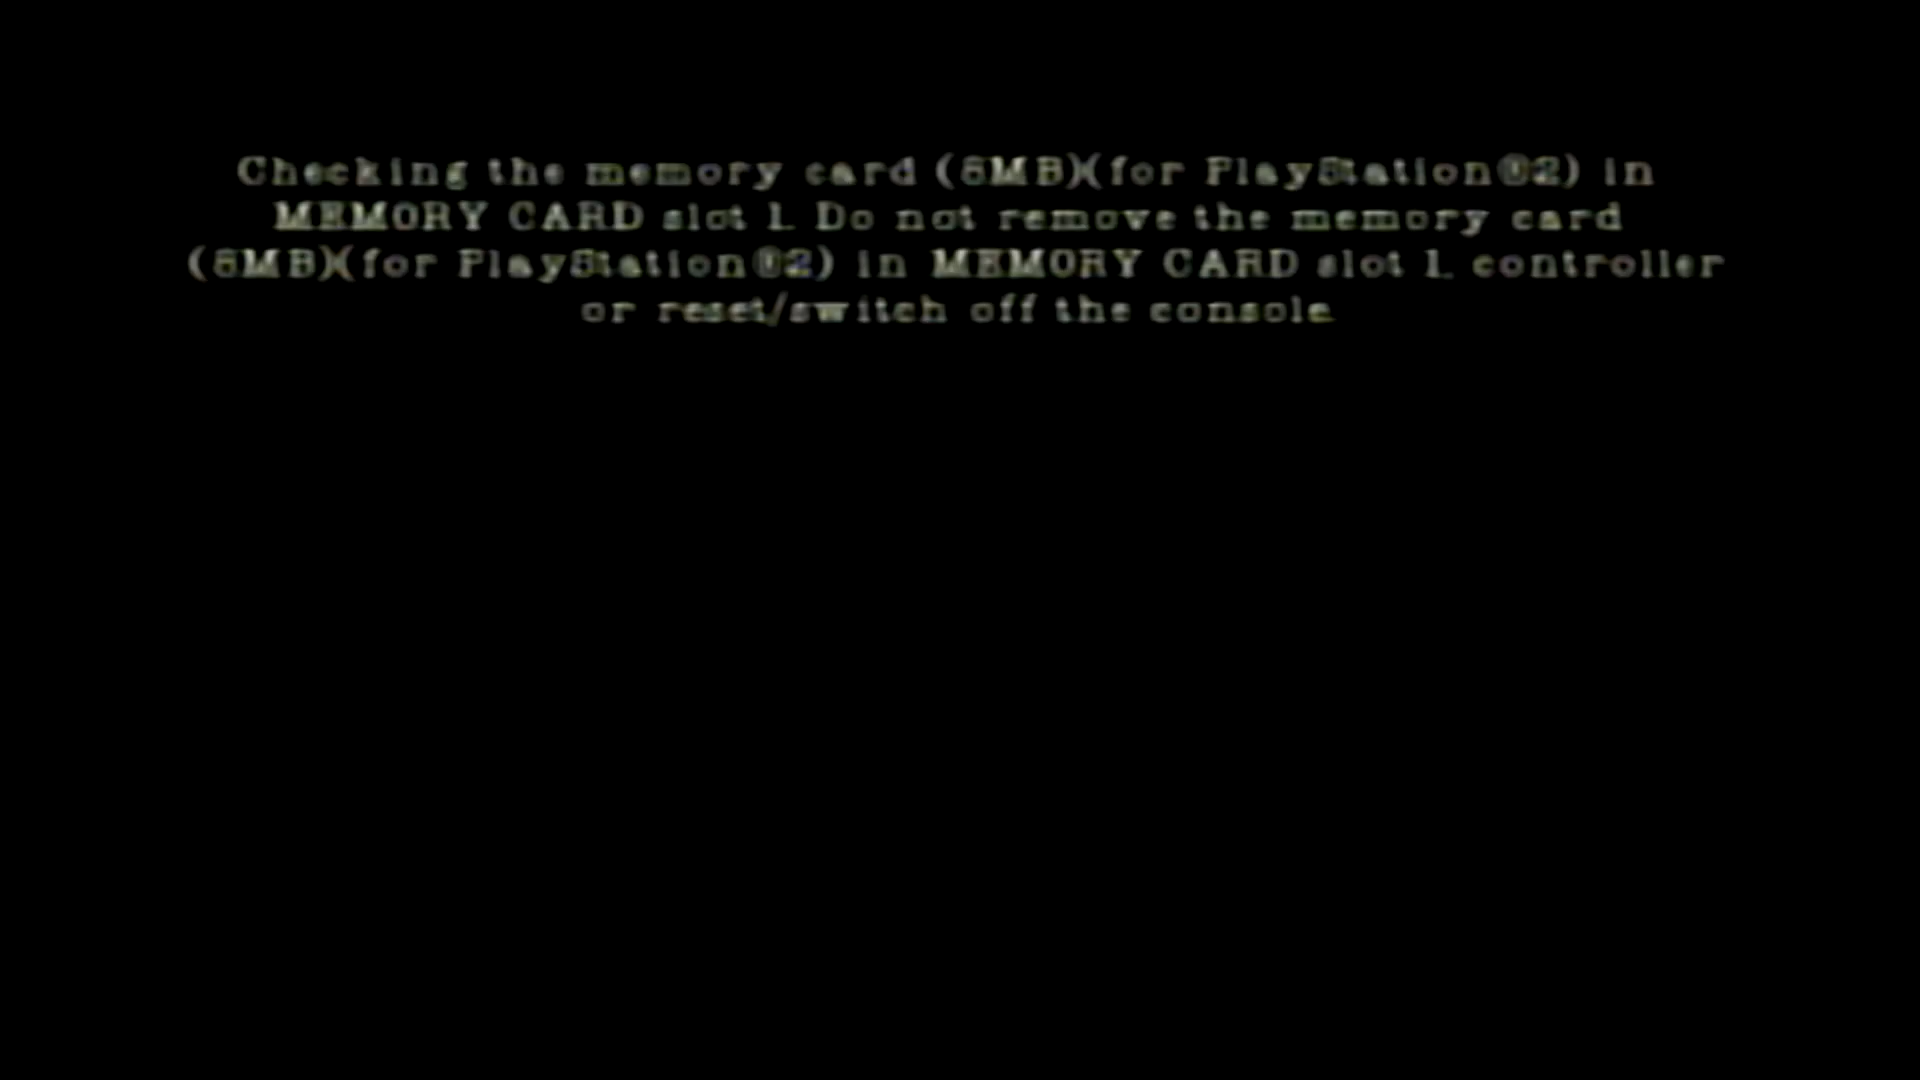 Checking the memory card (8MB)(for PlayStation®2) in
MEMORY CARD slot 1. Do not remove the memory card
(8MB)(for PlayStation®2) in MEMORY CARD slot 1, controller
or reset/switch off the console.